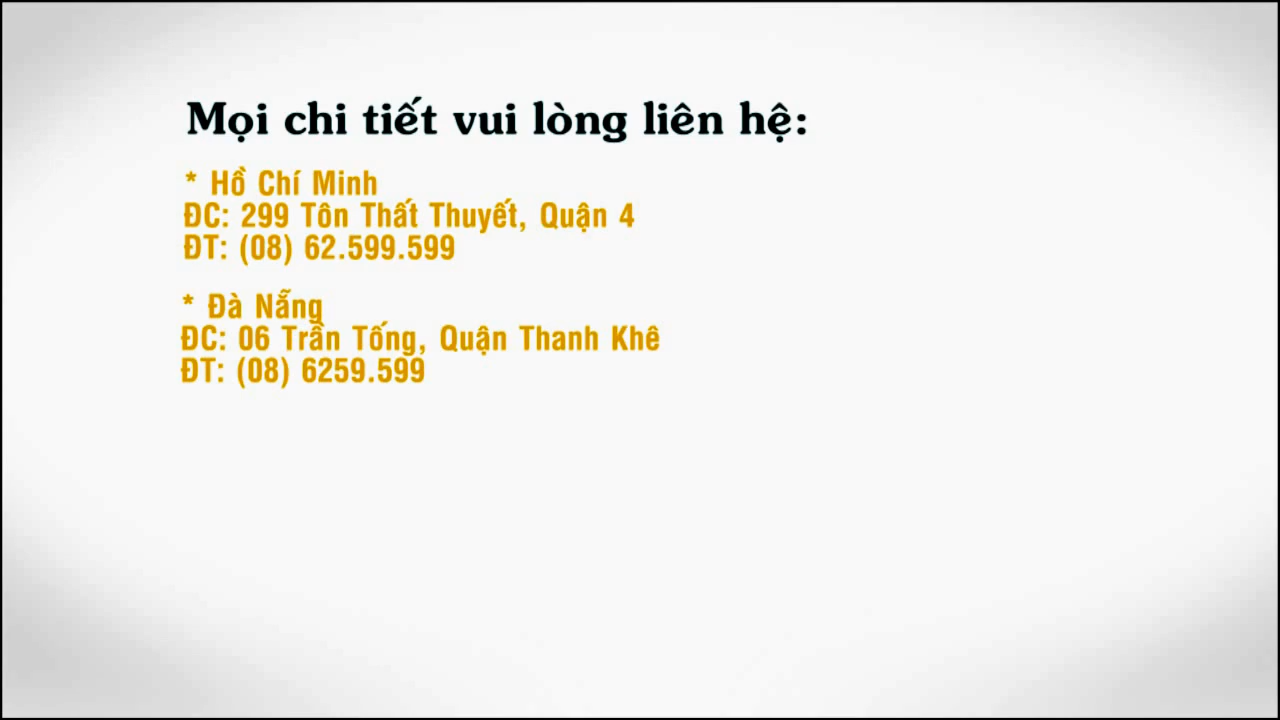 Mọi chi tiết vui lòng liên hệ:
* Hồ Chí Minh
ĐC: 299 Tôn Thất Thuyết, Quận 4
ĐT: (08) 62.599.599
* Đà Nẵng
ĐC: 06 Trần Tống, Quận Thanh Khê
ĐT: (08) 6259.599